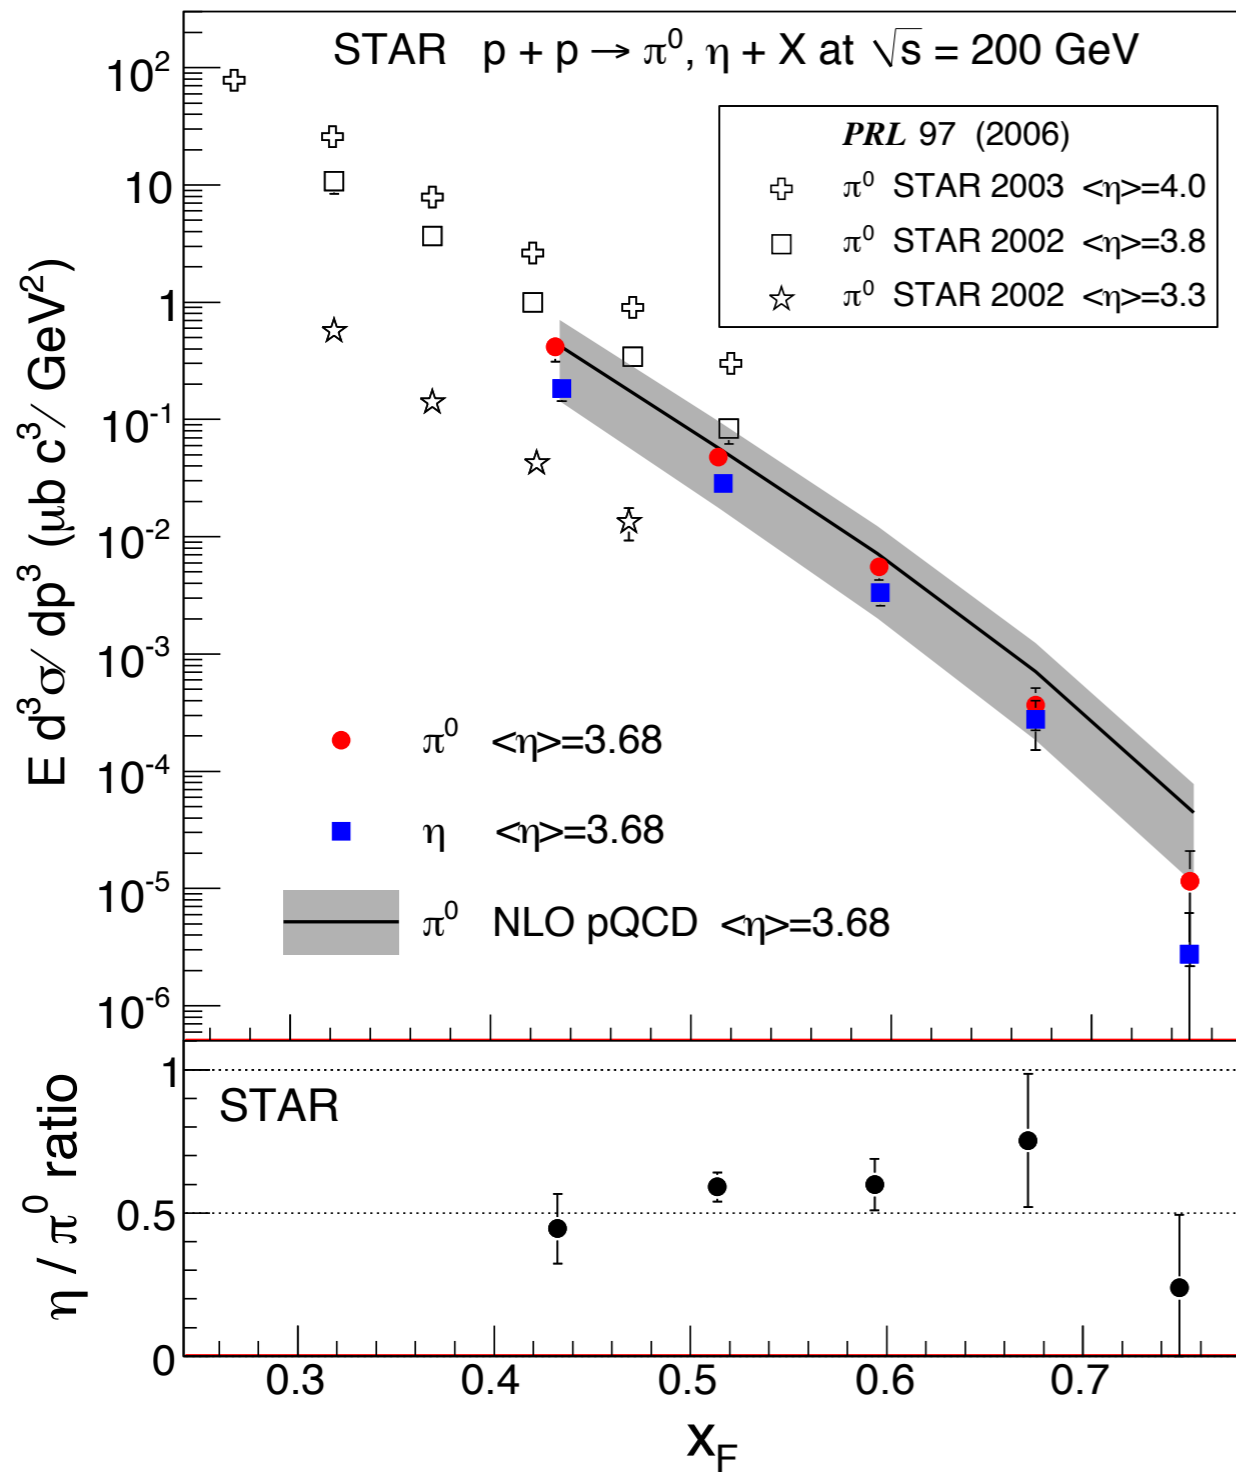 STAR p + p → π⁰, η + X at √s = 200 GeV
PRL 97 (2006)
π⁰ STAR 2003 <η>=4.0
π⁰ STAR 2002 <η>=3.8
π⁰ STAR 2002 <η>=3.3
E d³σ/ dp³ (μb c³/ GeV²)
10²
10
1
10⁻¹
10⁻²
10⁻³
10⁻⁴
10⁻⁵
10⁻⁶
π⁰ <η>=3.68
η <η>=3.68
π⁰ NLO pQCD <η>=3.68
STAR
η / π⁰ ratio
1
0.5
0
0.3 0.4 0.5 0.6 0.7
x_F